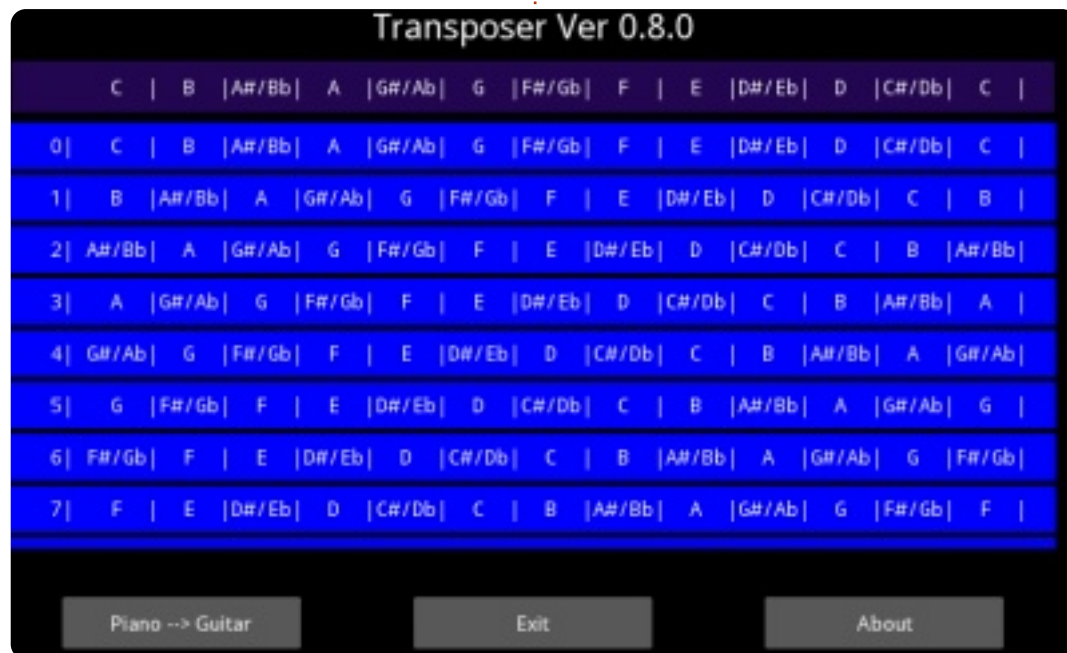 Transposer Ver 0.8.0
C | B |A#/Bb| A |G#/Ab| G |F#/Gb| F | E |D#/Eb| D |C#/Db| C |
0| C | B |A#/Bb| A |G#/Ab| G |F#/Gb| F | E |D#/Eb| D |C#/Db| C |
1| B |A#/Bb| A |G#/Ab| G |F#/Gb| F | E |D#/Eb| D |C#/Db| C | B |
2| A#/Bb| A |G#/Ab| G |F#/Gb| F | E |D#/Eb| D |C#/Db| C | B |A#/Bb|
3| A |G#/Ab| G |F#/Gb| F | E |D#/Eb| D |C#/Db| C | B |A#/Bb| A |
4| G#/Ab| G |F#/Gb| F | E |D#/Eb| D |C#/Db| C | B |A#/Bb| A |G#/Ab|
5| G |F#/Gb| F | E |D#/Eb| D |C#/Db| C | B |A#/Bb| A |G#/Ab| G |
6| F#/Gb| F | E |D#/Eb| D |C#/Db| C | B |A#/Bb| A |G#/Ab| G |F#/Gb|
7| F | E |D#/Eb| D |C#/Db| C | B |A#/Bb| A |G#/Ab| G |F#/Gb| F |
Piano --> Guitar Exit About